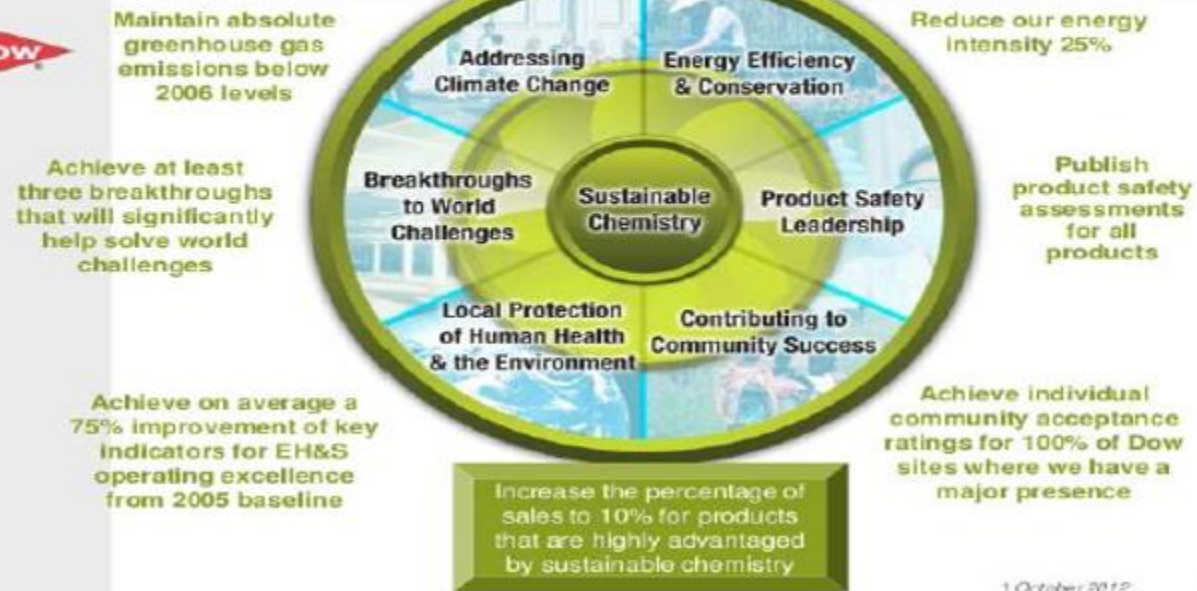 Maintain absolute
greenhouse gas
emissions below
2006 levels
Addressing
Climate Change
Energy Efficiency
& Conservation
Reduce our energy
intensity 25%
Achieve at least
three breakthroughs
that will significantly
help solve world
challenges
Breakthroughs
to World
Challenges
Sustainable
Chemistry
Product Safety
Leadership
Publish
product safety
assessments
for all
products
Local Protection
of Human Health
& the Environment
Contributing to
Community Success
Achieve on average a
75% improvement of key
indicators for EH&S
operating excellence
from 2005 baseline
Achieve individual
community acceptance
ratings for 100% of Dow
sites where we have a
major presence
Increase the percentage of
sales to 10% for products
that are highly advantaged
by sustainable chemistry
1 October 2012